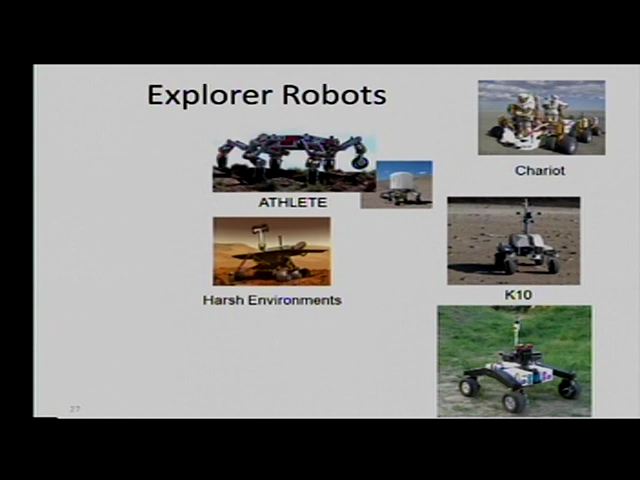 Explorer Robots
Chariot
ATHLETE
K10
Harsh Environments
27